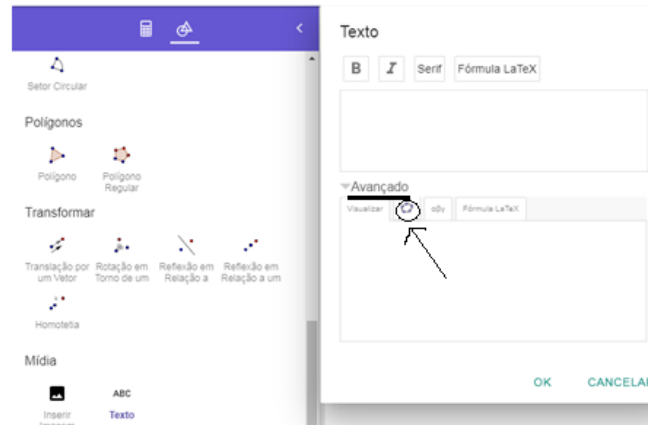 Setor Circular
Polígonos
Polígono
Polígono
Regular
Transformar
Translação por
um Vetor
Rotação em
Torno de um
Reflexão em
Relação a
Reflexão em
Relação a um
Homotetia
Mídia
ABC
Inserir
Imagem
Texto
Texto
B
I
Serif
Fórmula LaTeX
Avançado
Visualizar
αβγ
Fórmula LaTeX
OK
CANCELAR